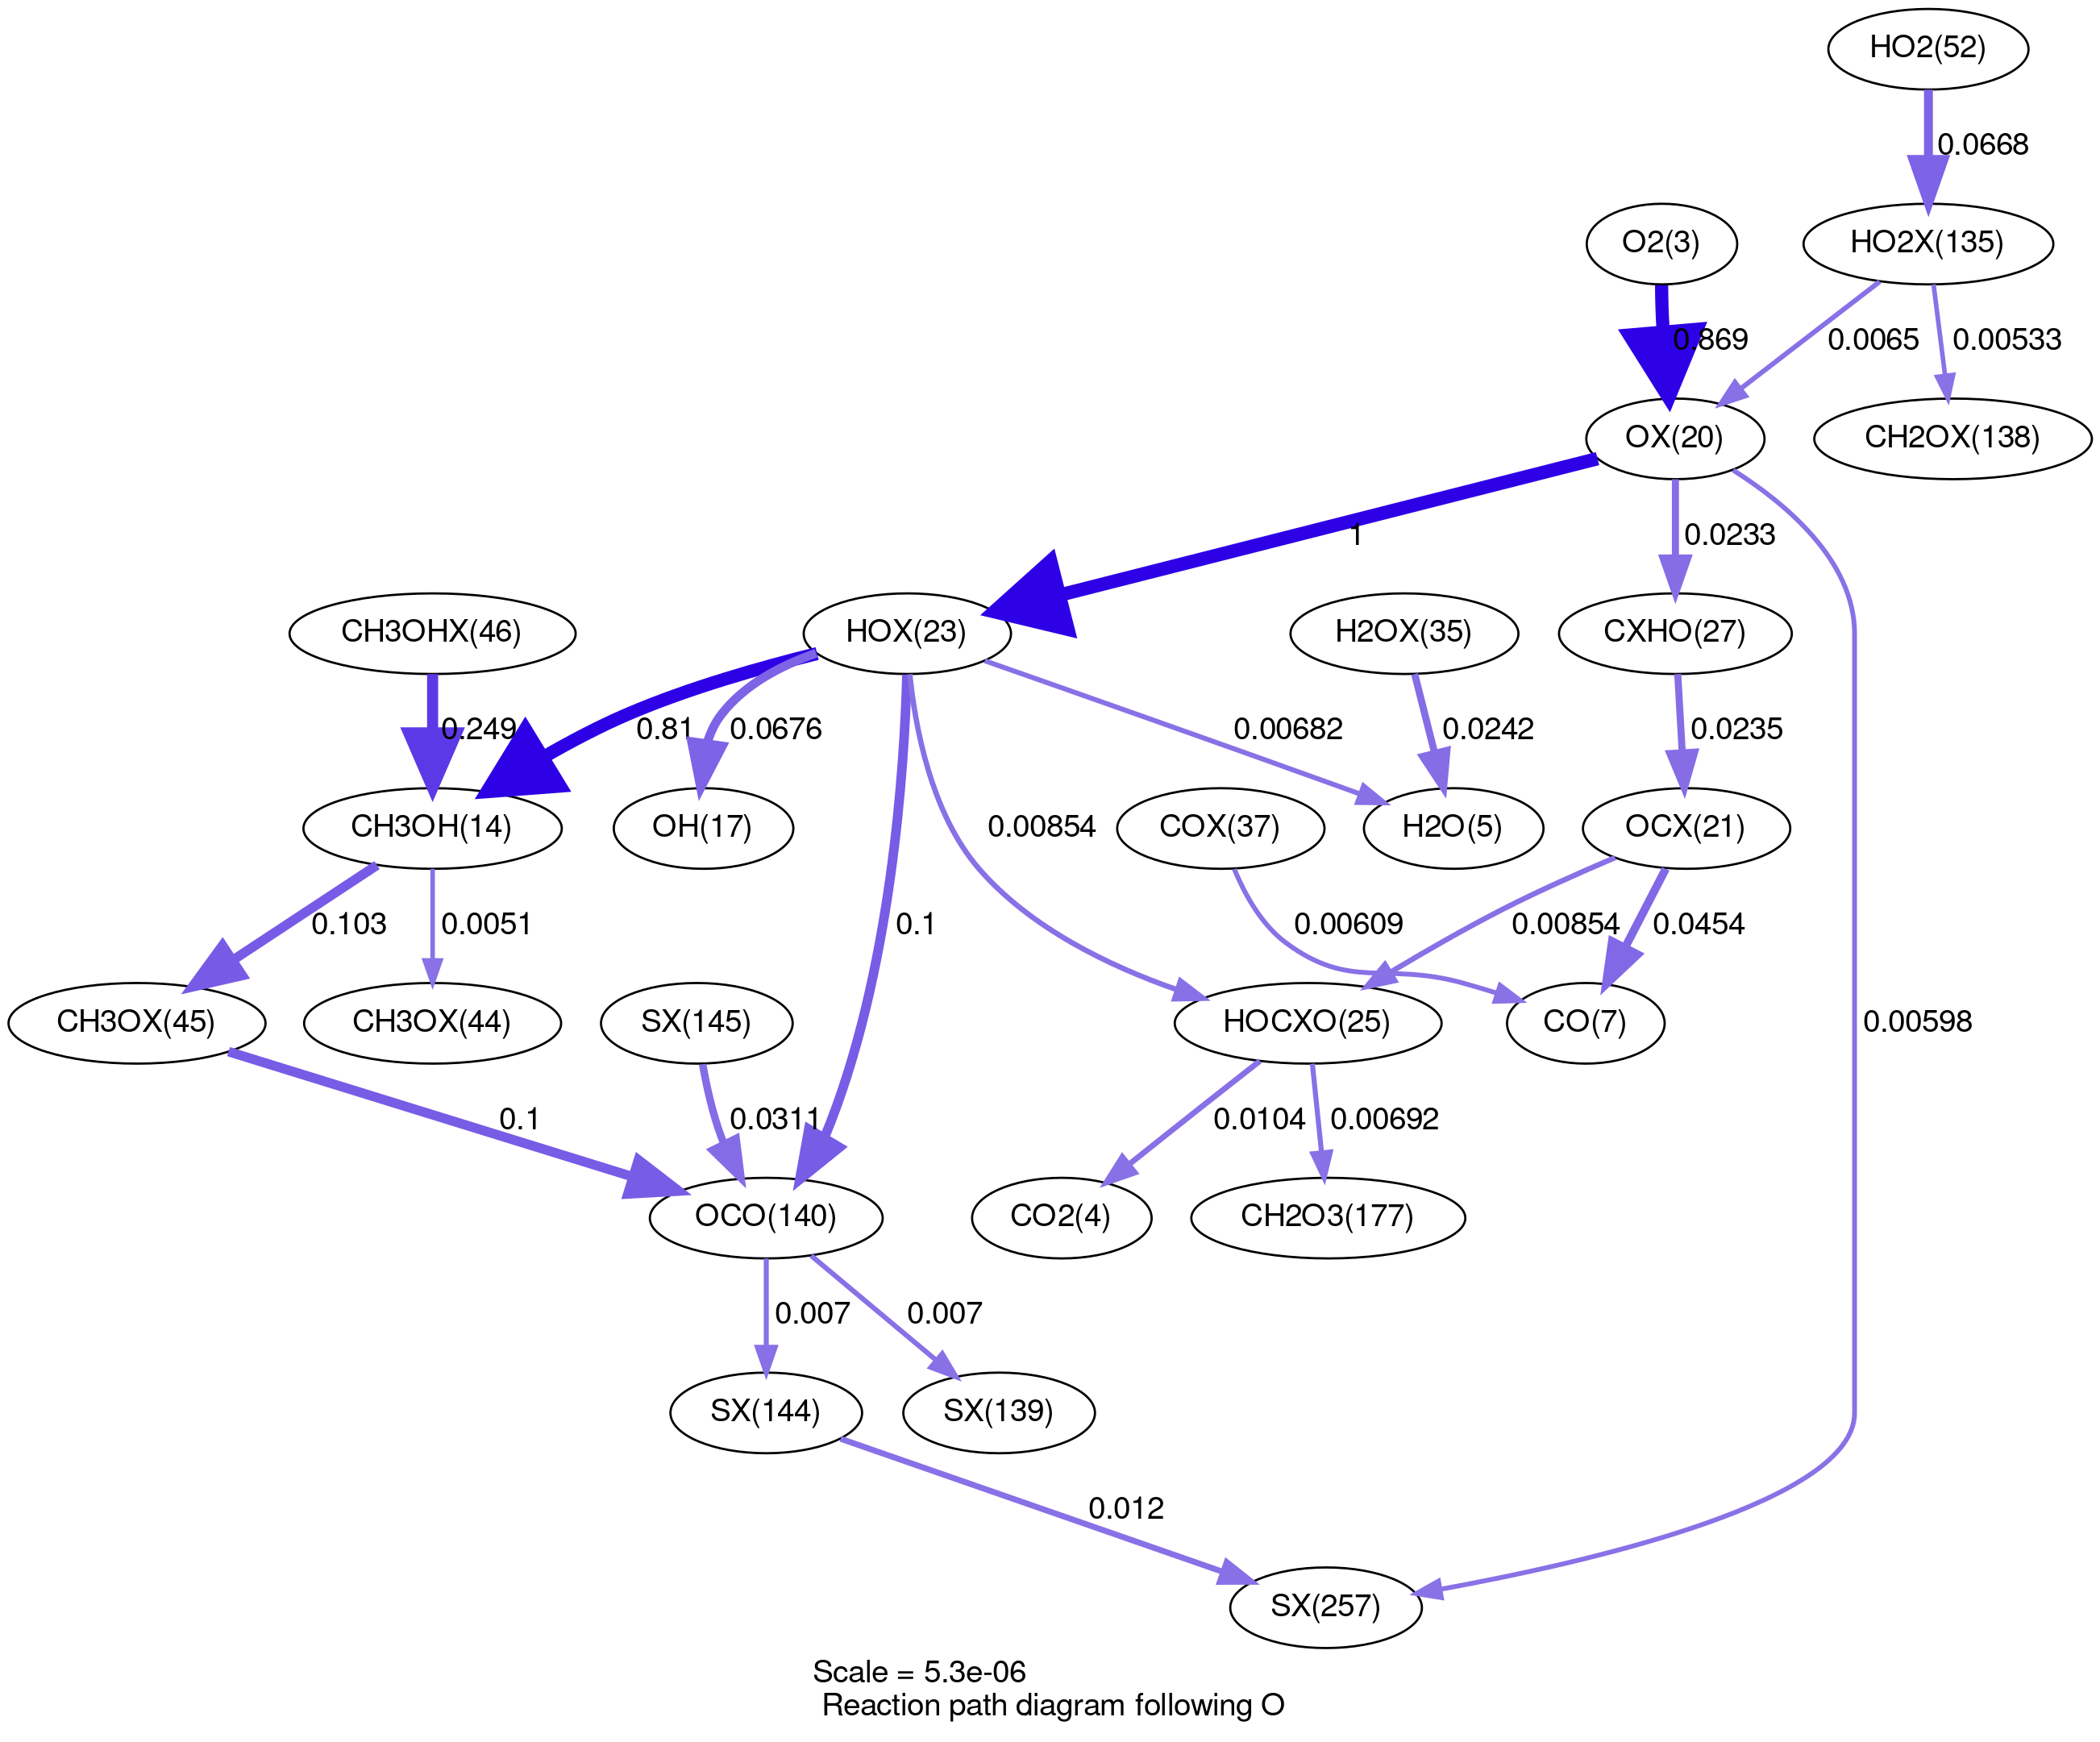 HO2(52)
0.0668
O2(3)
HO2X(135)
0.869
0.0065
0.00533
OX(20)
CH2OX(138)
1
0.0233
CH3OHX(46)
HOX(23)
H2OX(35)
CXHO(27)
0.249
0.81
0.0676
0.00682
0.0242
0.0235
CH3OH(14)
OH(17)
COX(37)
H2O(5)
OCX(21)
0.00854
0.103
0.0051
0.1
0.00609
0.00854
0.0454
CH3OX(45)
CH3OX(44)
SX(145)
HOCXO(25)
CO(7)
0.00598
0.1
0.0311
0.0104
0.00692
OCO(140)
CO2(4)
CH2O3(177)
0.007
0.007
SX(144)
SX(139)
0.012
SX(257)
Scale = 5.3e-06
Reaction path diagram following O